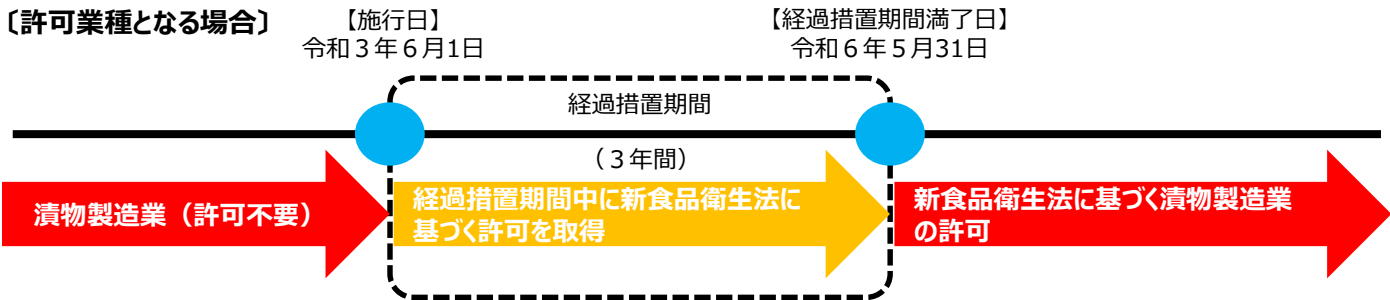 〔許可業種となる場合〕
【施行日】
令和３年６月1日
【経過措置期間満了日】
令和６年５月31日
経過措置期間
（３年間）
漬物製造業（許可不要）
経過措置期間中に新食品衛生法に
基づく許可を取得
新食品衛生法に基づく漬物製造業
の許可